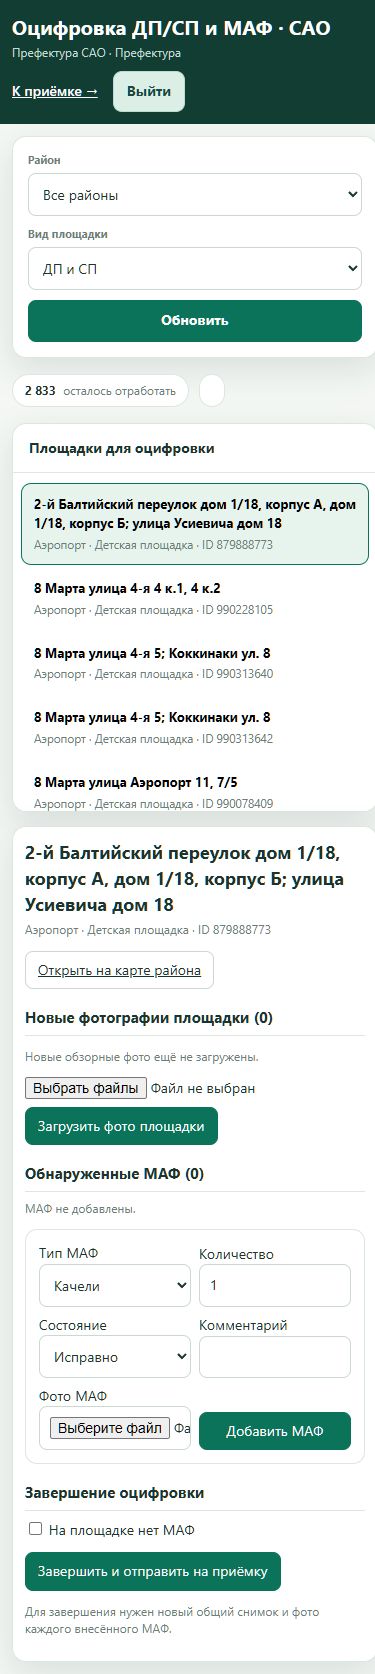 Оцифровка ДП/СП и МАФ · САО
Префектура САО · Префектура
К приёмке →
Выйти
Район
Все районы
Вид площадки
ДП и СП
Обновить
2 833 осталось отработать
Площадки для оцифровки
2-й Балтийский переулок дом 1/18, корпус А, дом
1/18, корпус Б; улица Усиевича дом 18
Аэропорт · Детская площадка · ID 879888773
8 Марта улица 4-я 4 к.1, 4 к.2
Аэропорт · Детская площадка · ID 990228105
8 Марта улица 4-я 5; Коккинаки ул. 8
Аэропорт · Детская площадка · ID 990313640
8 Марта улица 4-я 5; Коккинаки ул. 8
Аэропорт · Детская площадка · ID 990313642
8 Марта улица Аэропорт 11, 7/5
Аэропорт · Детская площадка · ID 990078409
2-й Балтийский переулок дом 1/18,
корпус А, дом 1/18, корпус Б; улица
Усиевича дом 18
Аэропорт · Детская площадка · ID 879888773
Открыть на карте района
Новые фотографии площадки (0)
Новые обзорные фото ещё не загружены.
Выбрать файлы Файл не выбран
Загрузить фото площадки
Обнаруженные МАФ (0)
МАФ не добавлены.
Тип МАФ Количество
Качели 1
Состояние Комментарий
Исправно
Фото МАФ
Выберите файл Фа Добавить МАФ
Завершение оцифровки
На площадке нет МАФ
Завершить и отправить на приёмку
Для завершения нужен новый общий снимок и фото
каждого внесённого МАФ.